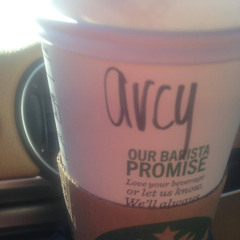 arcy
OUR BARISTA
PROMISE
Love your beverage
or let us know.
We'll always